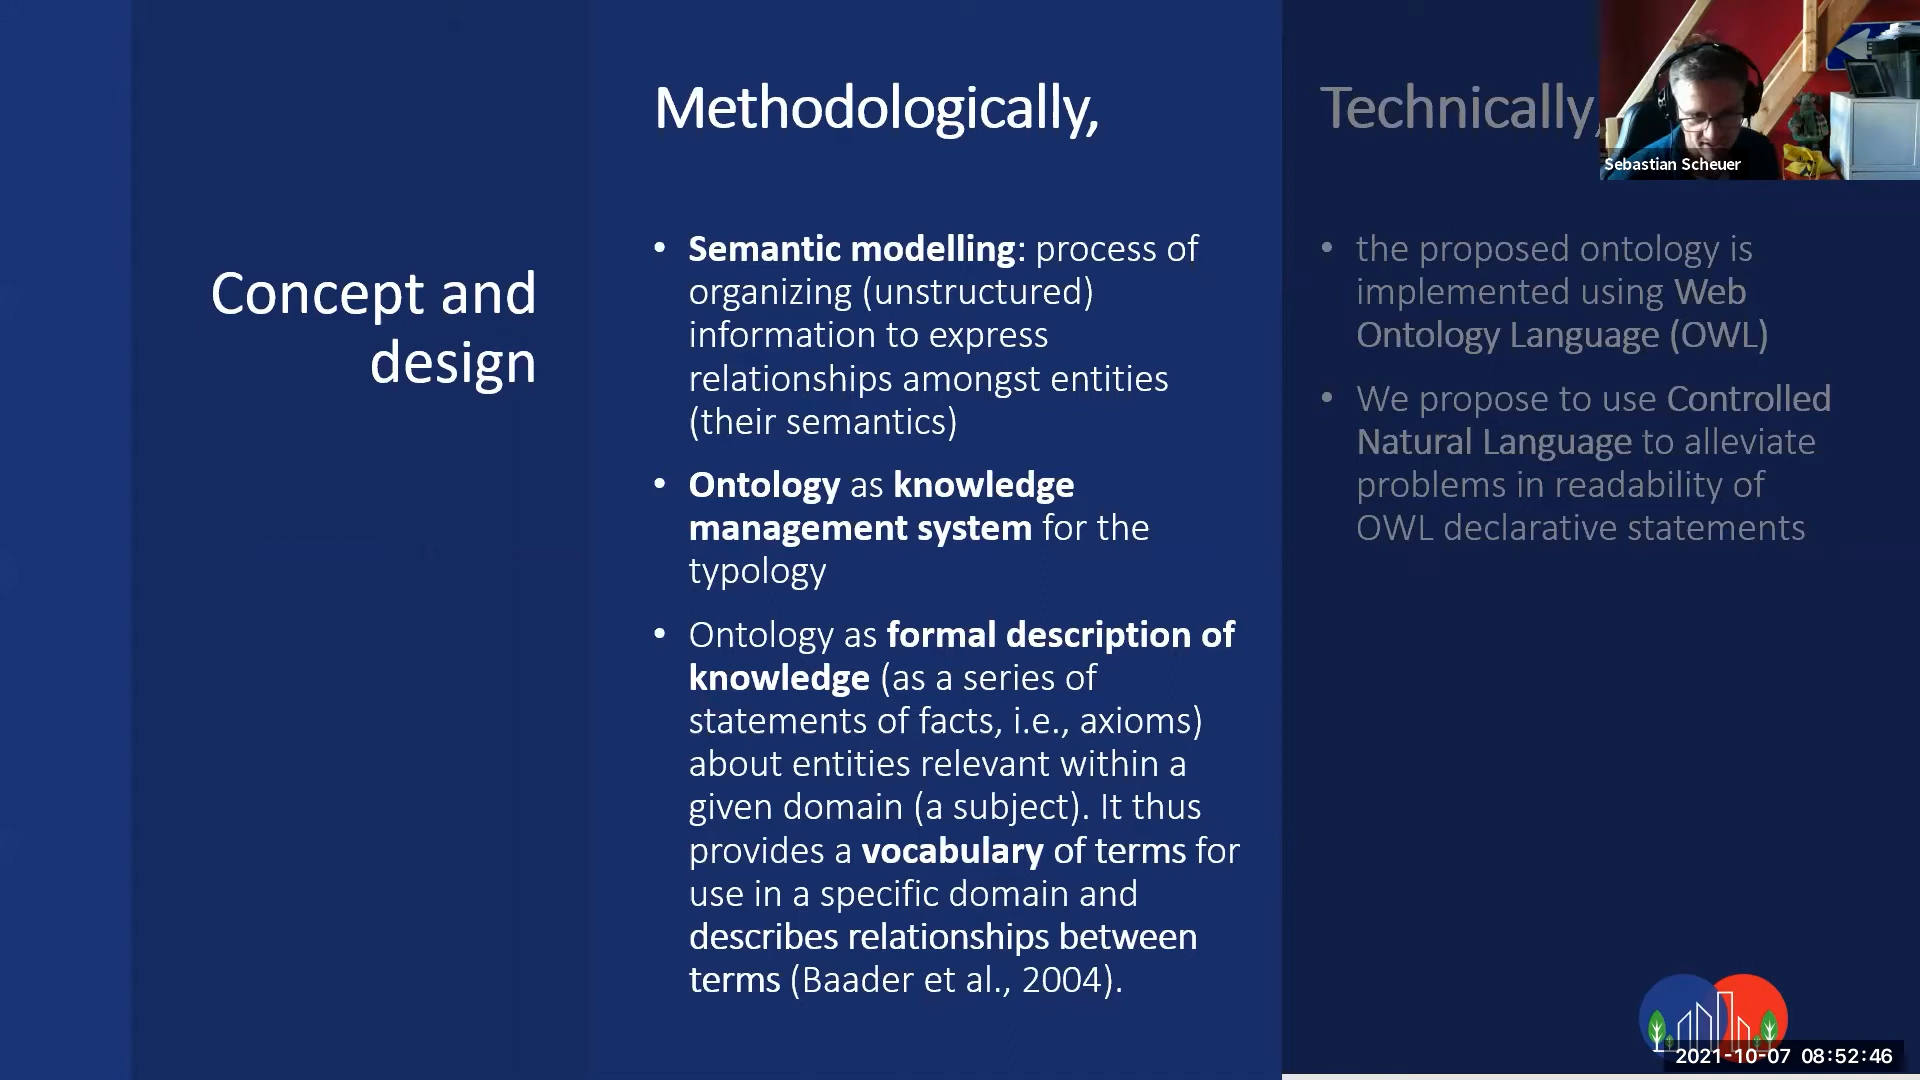 Concept and
design
Methodologically,
• Semantic modelling: process of
organizing (unstructured)
information to express
relationships amongst entities
(their semantics)
• Ontology as knowledge
management system for the
typology
• Ontology as formal description of
knowledge (as a series of
statements of facts, i.e., axioms)
about entities relevant within a
given domain (a subject). It thus
provides a vocabulary of terms for
use in a specific domain and
describes relationships between
terms (Baader et al., 2004).
Technically,
• the proposed ontology is
implemented using Web
Ontology Language (OWL)
• We propose to use Controlled
Natural Language to alleviate
problems in readability of
OWL declarative statements
Sebastian Scheuer
2021-10-07 08:52:46